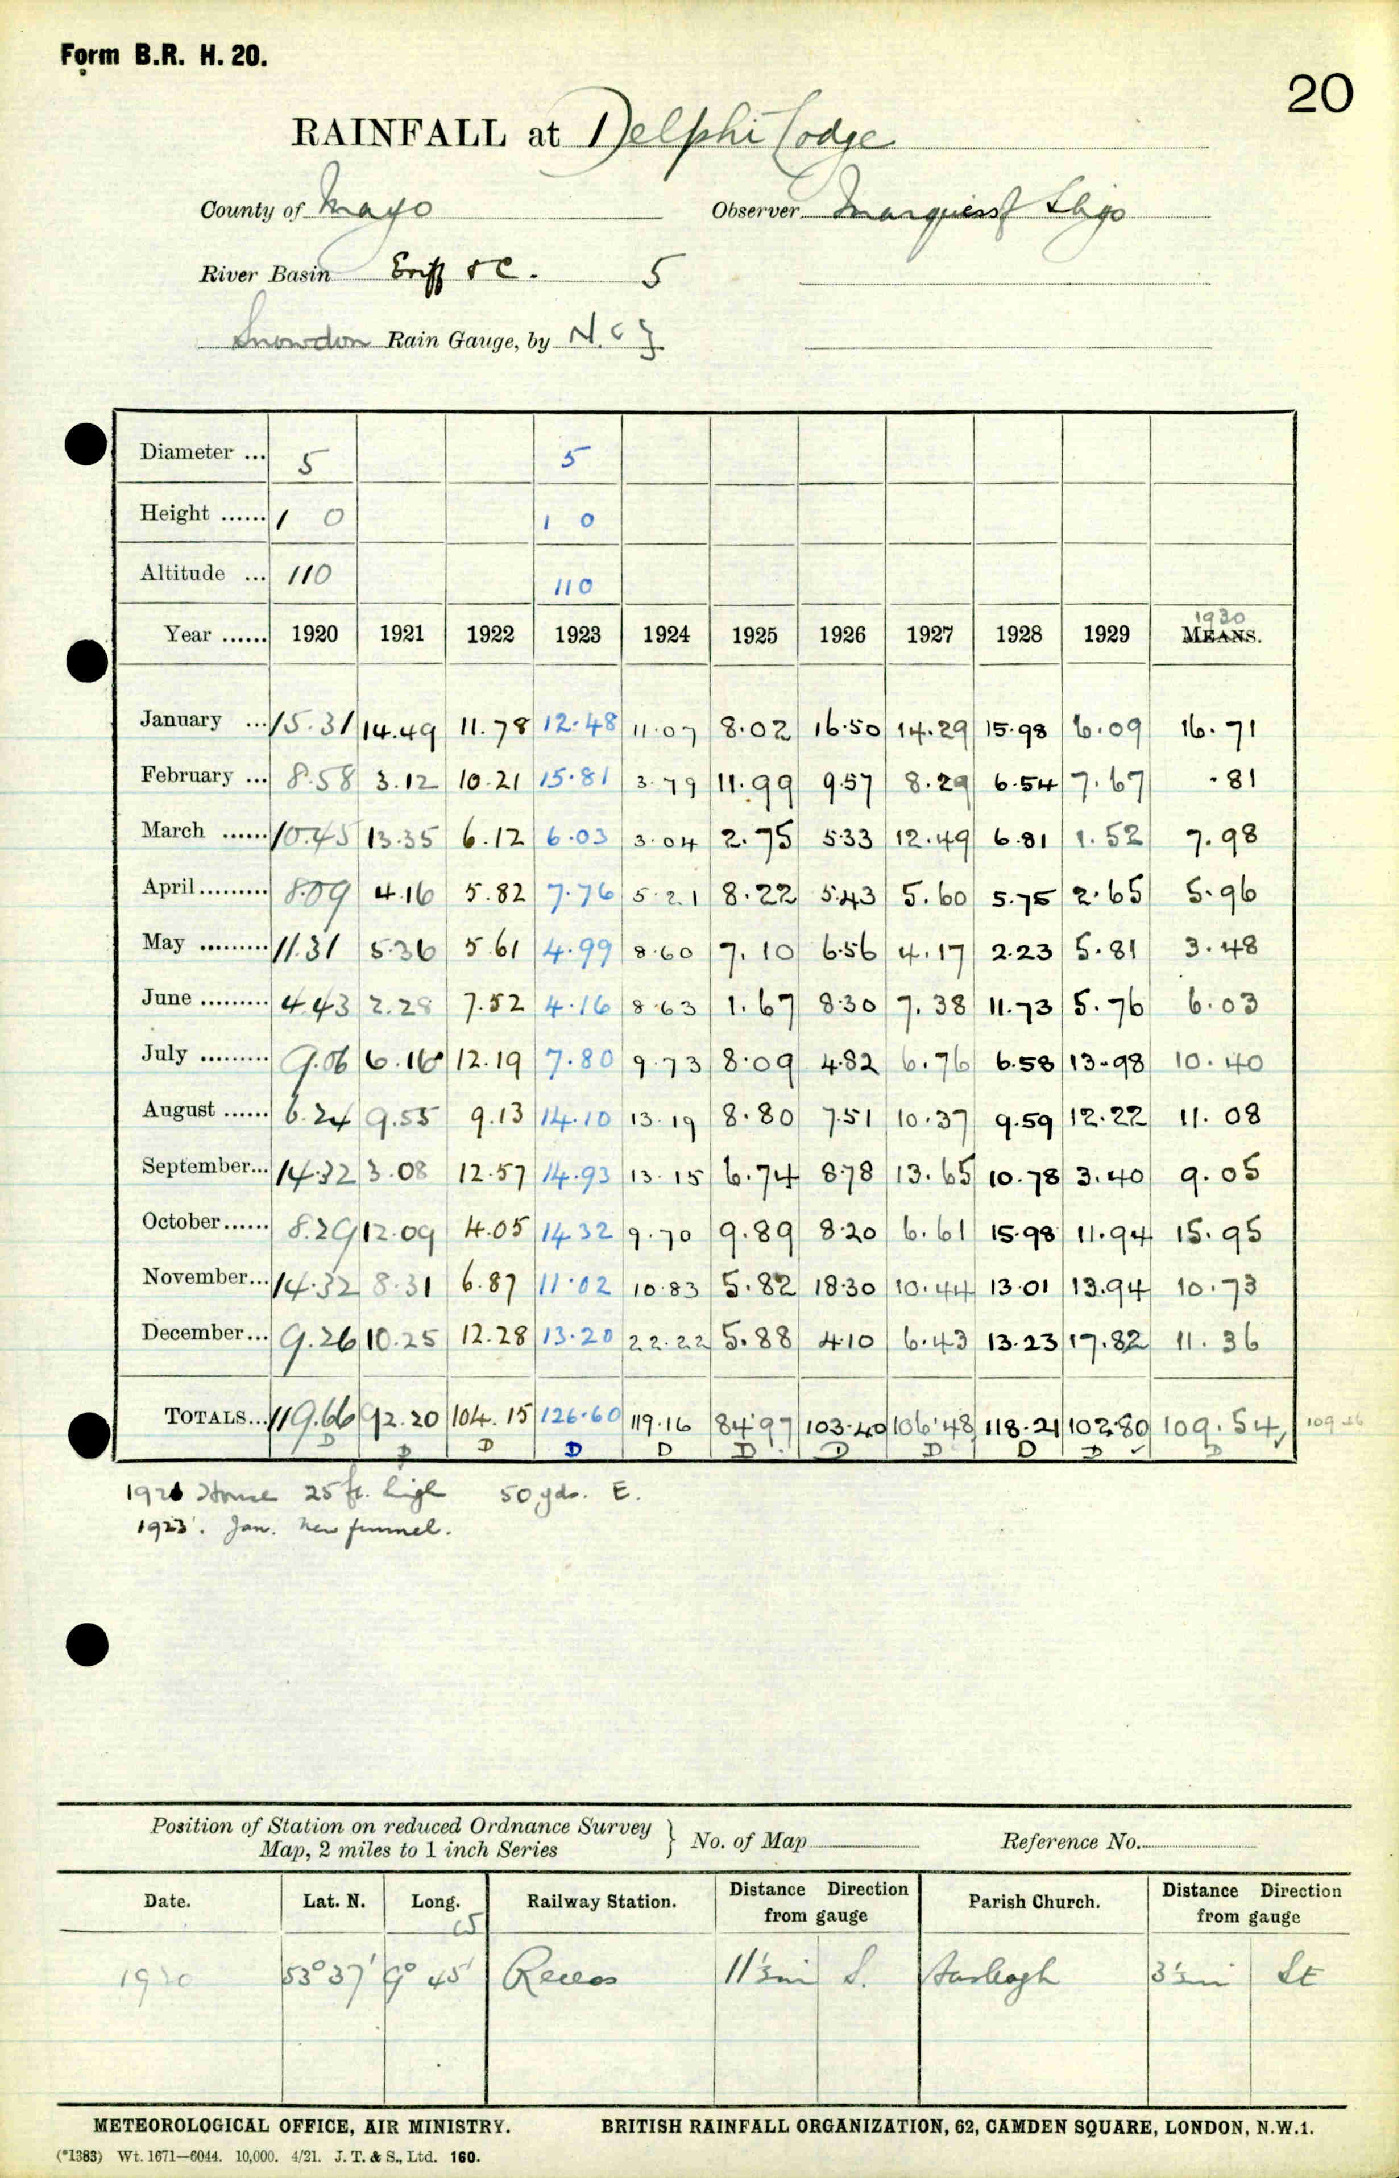 Form B.R. H. 20.
20
RAINFALL at Delphi Lodge
County of Mayo Observer Marquess of Sligo
River Basin Eriff &c. 5
Snowdon Rain Gauge, by N. & Z
Diameter ... 5 5
Height ...... 1 0 1 0
Altitude ... 110 110
1930
Year ...... 1920 1921 1922 1923 1924 1925 1926 1927 1928 1929 MEANS.
January ... 15.31 14.49 11.78 12.48 11.07 8.02 16.50 14.29 15.98 6.09 16.71
February ... 8.58 3.12 10.21 15.81 3.79 11.99 9.57 8.29 6.54 7.67 .81
March ...... 10.45 13.35 6.12 6.03 3.04 2.75 5.33 12.49 6.81 1.52 7.98
April ......... 8.09 4.16 5.82 7.76 5.21 8.22 5.43 5.60 5.75 2.65 5.96
May ......... 11.31 5.36 5.61 4.99 8.60 7.10 6.56 4.17 2.23 5.81 3.48
June ......... 4.43 2.28 7.52 4.16 8.63 1.67 8.30 7.38 11.73 5.76 6.03
July ......... 9.06 6.16 12.19 7.80 9.73 8.09 4.82 6.76 6.58 13.98 10.40
August ...... 6.24 9.55 9.13 14.10 13.19 8.80 7.51 10.37 9.59 12.22 11.08
September... 14.32 3.08 12.57 14.93 13.15 6.74 8.78 13.65 10.78 3.40 9.05
October...... 8.29 12.09 4.05 14.32 9.70 9.89 8.20 6.61 15.98 11.94 15.95
November... 14.32 8.31 6.87 11.02 10.83 5.82 18.30 10.44 13.01 13.94 10.73
December... 9.26 10.25 12.28 13.20 22.22 5.88 4.10 6.43 13.23 17.82 11.36
TOTALS... 119.66 92.20 104.15 126.60 119.16 84.97 103.40 106.48 118.21 102.80 109.54 109.26
D D D D D D D D D D D
1921 House 25 ft. high 50 yds. E.
1923. Jan. New funnel.
Position of Station on reduced Ordnance Survey
Map, 2 miles to 1 inch Series } No. of Map Reference No.
Date. Lat. N. Long. Railway Station. Distance Direction from gauge Parish Church. Distance Direction from gauge
W
1920 53° 37' 9° 45' Recess 11½ mi S. Aasleagh 3½ mi SE
METEOROLOGICAL OFFICE, AIR MINISTRY. BRITISH RAINFALL ORGANIZATION, 62, CAMDEN SQUARE, LONDON, N.W.1.
(*1383) Wt. 1671—6044. 10,000. 4/21. J. T. & S., Ltd. 160.